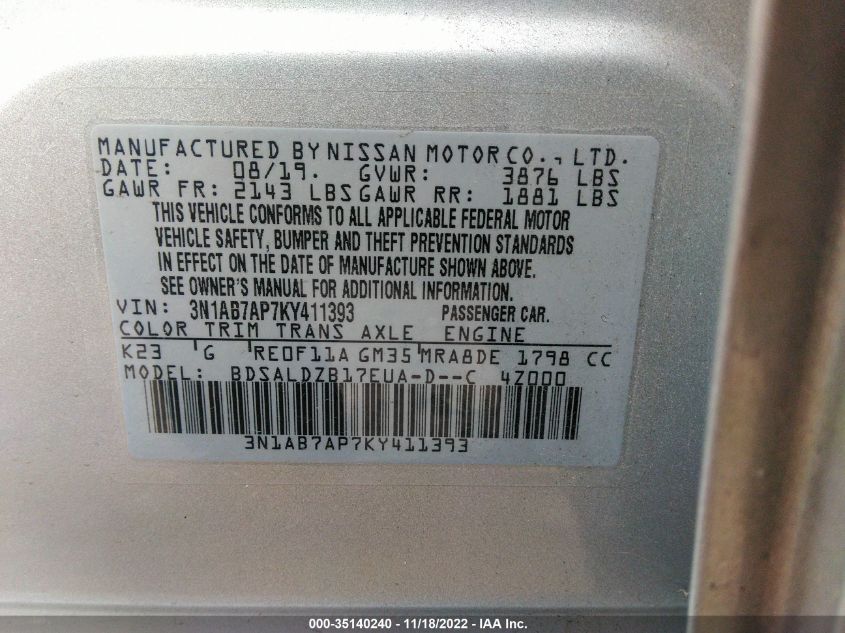 MANUFACTURED BY NISSAN MOTOR CO., LTD.
DATE: 08/19. GVWR: 3876 LBS
GAWR FR: 2143 LBS GAWR RR: 1881 LBS
THIS VEHICLE CONFORMS TO ALL APPLICABLE FEDERAL MOTOR
VEHICLE SAFETY, BUMPER AND THEFT PREVENTION STANDARDS
IN EFFECT ON THE DATE OF MANUFACTURE SHOWN ABOVE.
SEE OWNER'S MANUAL FOR ADDITIONAL INFORMATION.
VIN: 3N1AB7AP7KY411393 PASSENGER CAR.
COLOR TRIM TRANS AXLE ENGINE
K23 G RE0F11A GM35 MRA8DE 1798 CC
MODEL: BDSALDZB17EUA-D--C 4Z000
3N1AB7AP7KY411393
000-35140240 - 11/18/2022 - IAA Inc.